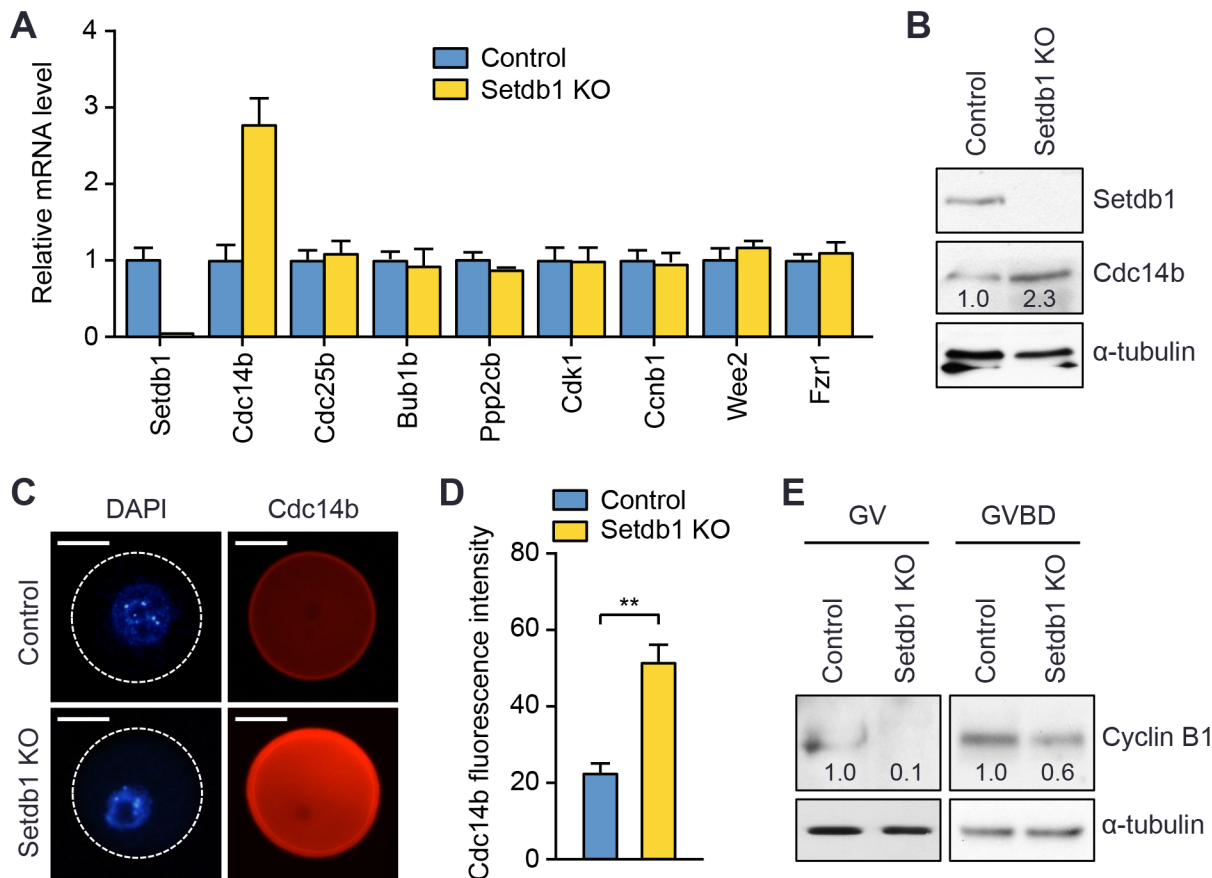 A
Relative mRNA level
4
3
2
1
0
Control
Setdb1 KO
Setdb1
Cdc14b
Cdc25b
Bub1b
Ppp2cb
Cdk1
Ccnb1
Wee2
Fzr1
B
Control
Setdb1 KO
Setdb1
Cdc14b
1.0 2.3
α-tubulin
C
DAPI Cdc14b
Control
Setdb1 KO
D
Control
Setdb1 KO
Cdc14b fluorescence intensity
80
60
40
20
0
**
E
GV GVBD
Control Setdb1 KO Control Setdb1 KO
Cyclin B1
1.0 0.1 1.0 0.6
α-tubulin